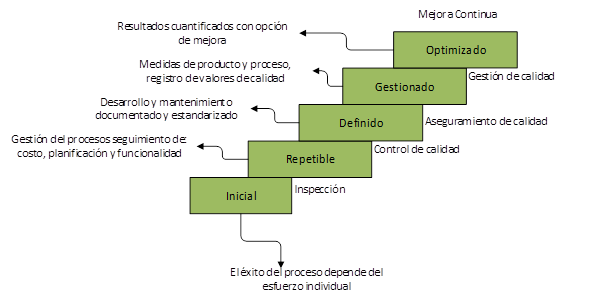 Mejora Continua
Resultados cuantificados con opción
de mejora
Optimizado
Medidas de producto y proceso,
registro de valores de calidad
Gestión de calidad
Gestionado
Desarrollo y mantenimiento
documentado y estandarizado
Definido
Aseguramiento de calidad
Gestión del procesos seguimiento de:
costo, planificación y funcionalidad
Repetible
Control de calidad
Inicial
Inspección
El éxito del proceso depende del
esfuerzo individual